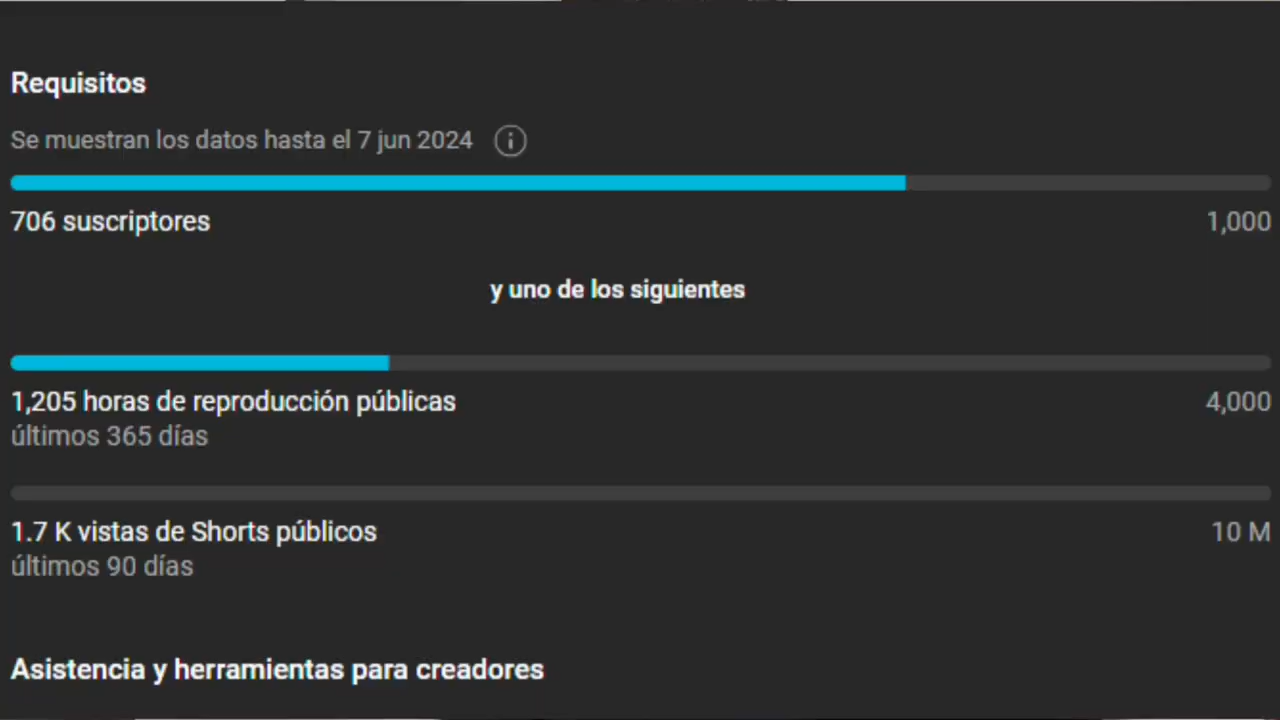 Requisitos
Se muestran los datos hasta el 7 jun 2024
706 suscriptores 1,000
y uno de los siguientes
1,205 horas de reproducción públicas 4,000
últimos 365 días
1.7 K vistas de Shorts públicos 10 M
últimos 90 días
Asistencia y herramientas para creadores